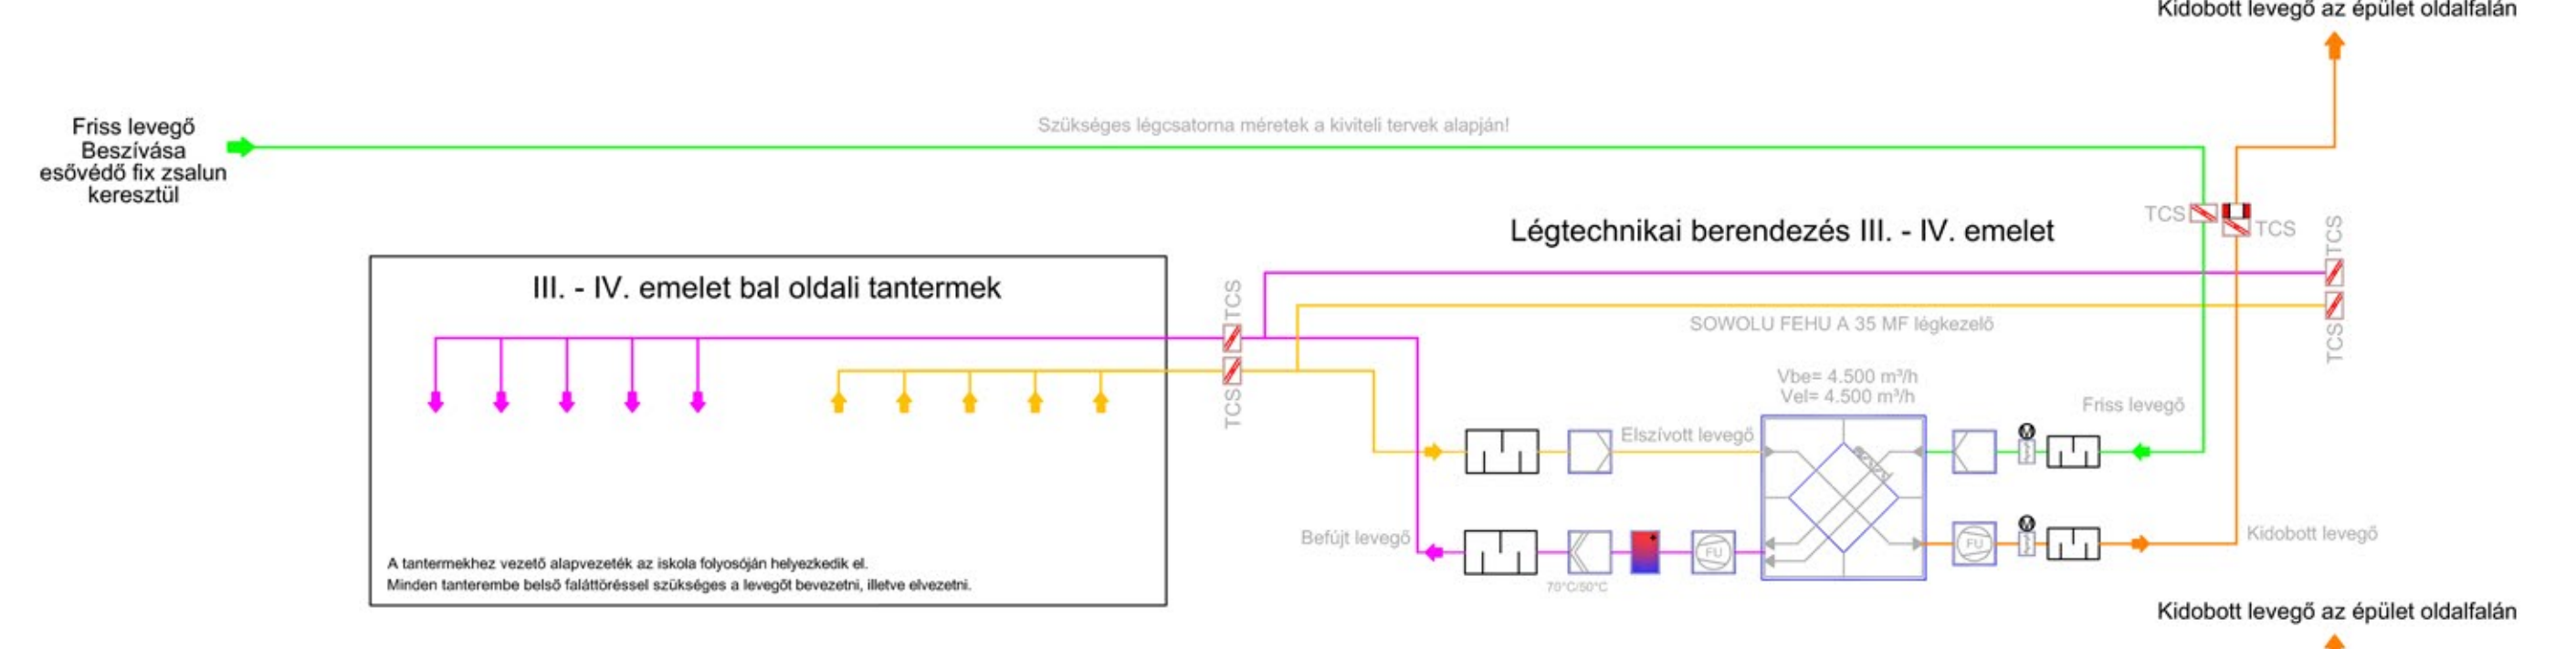 Kidobott levegő az épület oldalfalán
Szükséges légcsatorna méretek a kiviteli tervek alapján!
Friss levegő
Beszívása
esővédő fix zsalun
keresztül
TCS
TCS
TCS
Légtechnikai berendezés III. - IV. emelet
III. - IV. emelet bal oldali tantermek
TCS
SOWOLU FEHU A 35 MF légkezelő
TCS
Vbe= 4.500 m³/h
Vel= 4.500 m³/h
TCS
Friss levegő
Elszívott levegő
M
M
Befújt levegő
FU
FU
Kidobott levegő
A tantermekhez vezető alapvezeték az iskola folyosóján helyezkedik el.
Minden tanterembe belső faláttöréssel szükséges a levegőt bevezetni, illetve elvezetni.
70°C/50°C
Kidobott levegő az épület oldalfalán